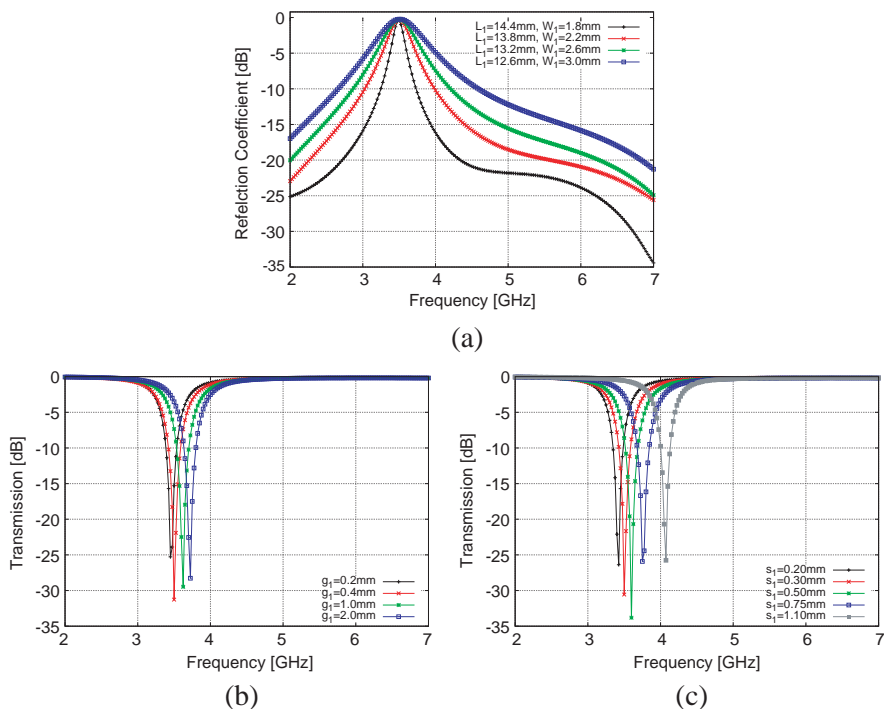 Refelction Coefficient [dB]
0
-5
-10
-15
-20
-25
-30
-35
L1=14.4mm, W1=1.8mm
L1=13.8mm, W1=2.2mm
L1=13.2mm, W1=2.6mm
L1=12.6mm, W1=3.0mm
2 3 4 5 6 7
Frequency [GHz]
(a)
Transmission [dB]
0
-5
-10
-15
-20
-25
-30
-35
g1=0.2mm
g1=0.4mm
g1=1.0mm
g1=2.0mm
2 3 4 5 6 7
Frequency [GHz]
(b)
Transmission [dB]
0
-5
-10
-15
-20
-25
-30
-35
s1=0.20mm
s1=0.30mm
s1=0.50mm
s1=0.75mm
s1=1.10mm
2 3 4 5 6 7
Frequency [GHz]
(c)